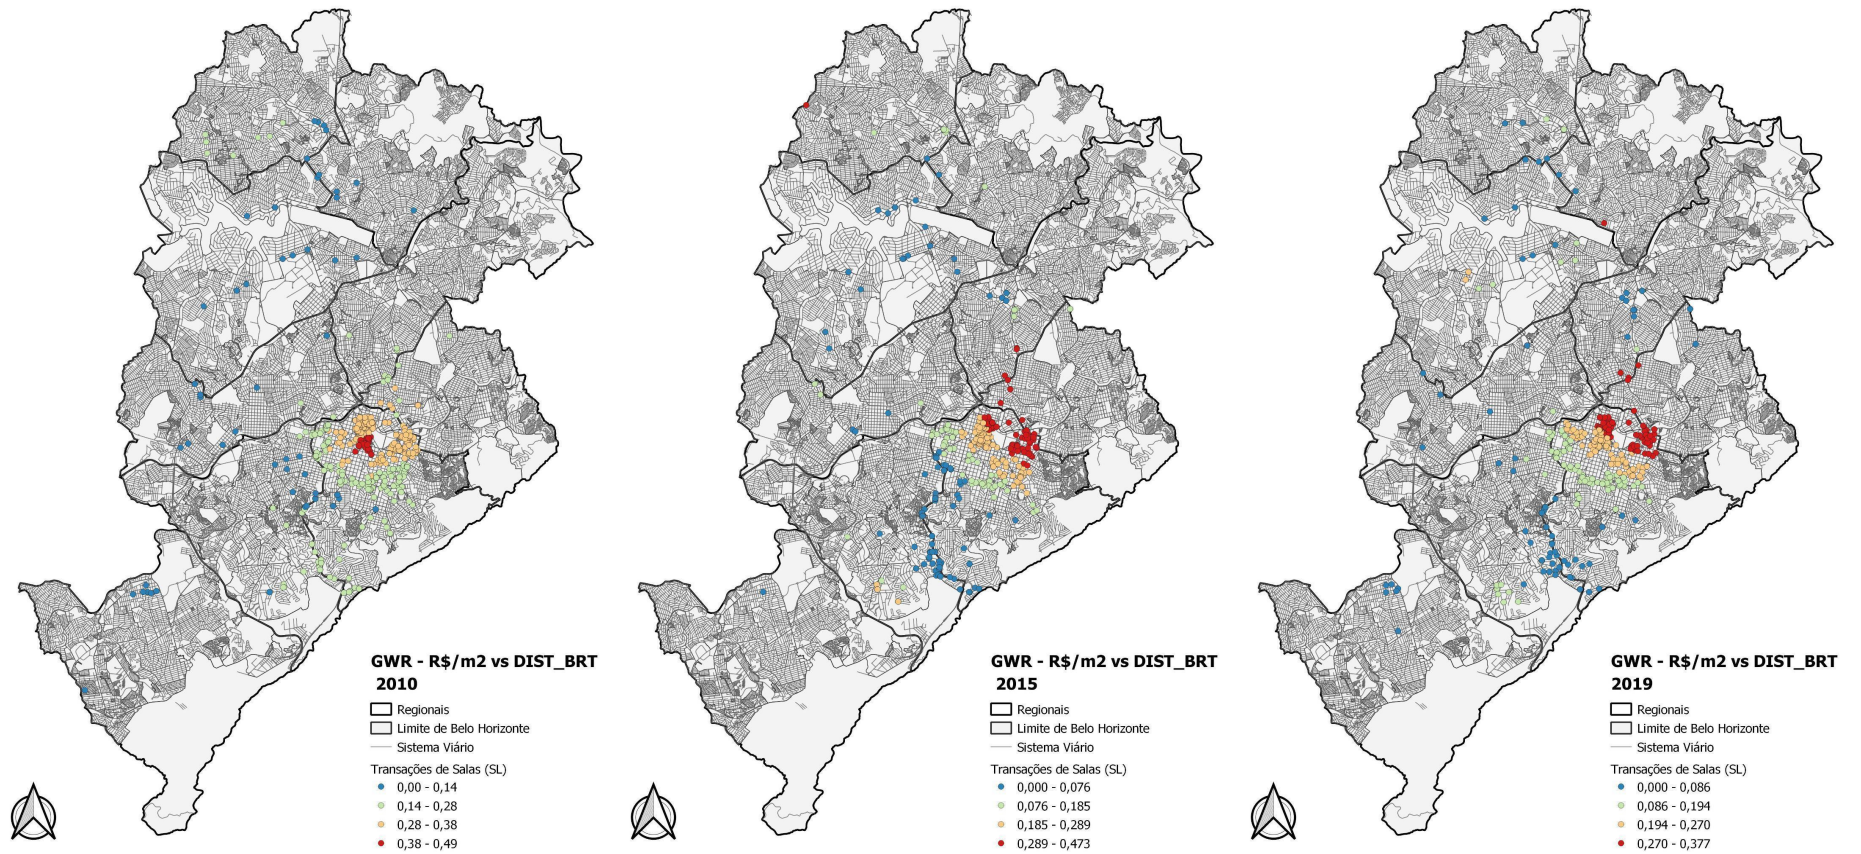 GWR - R$/m2 vs DIST_BRT
2010
Regionais
Limite de Belo Horizonte
Sistema Viário
Transações de Salas (SL)
0,00 - 0,14
0,14 - 0,28
0,28 - 0,38
0,38 - 0,49
GWR - R$/m2 vs DIST_BRT
2015
Regionais
Limite de Belo Horizonte
Sistema Viário
Transações de Salas (SL)
0,000 - 0,076
0,076 - 0,185
0,185 - 0,289
0,289 - 0,473
GWR - R$/m2 vs DIST_BRT
2019
Regionais
Limite de Belo Horizonte
Sistema Viário
Transações de Salas (SL)
0,000 - 0,086
0,086 - 0,194
0,194 - 0,270
0,270 - 0,377